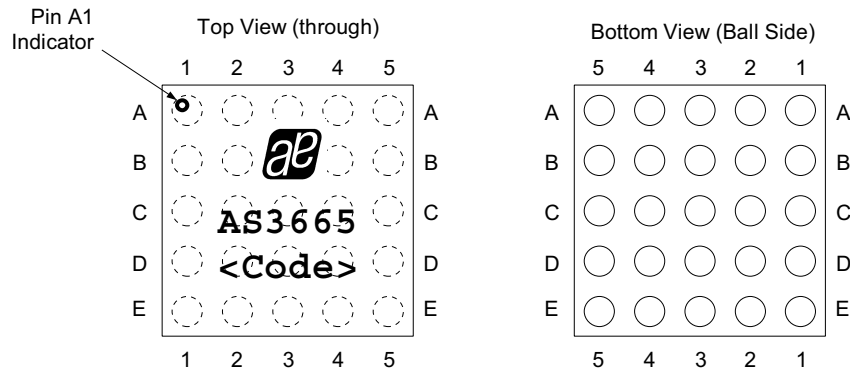 Pin A1
Indicator
Top View (through)
1 2 3 4 5
A A
B ae B
C AS3665 C
D <Code> D
E E
1 2 3 4 5
Bottom View (Ball Side)
5 4 3 2 1
A A
B B
C C
D D
E E
5 4 3 2 1